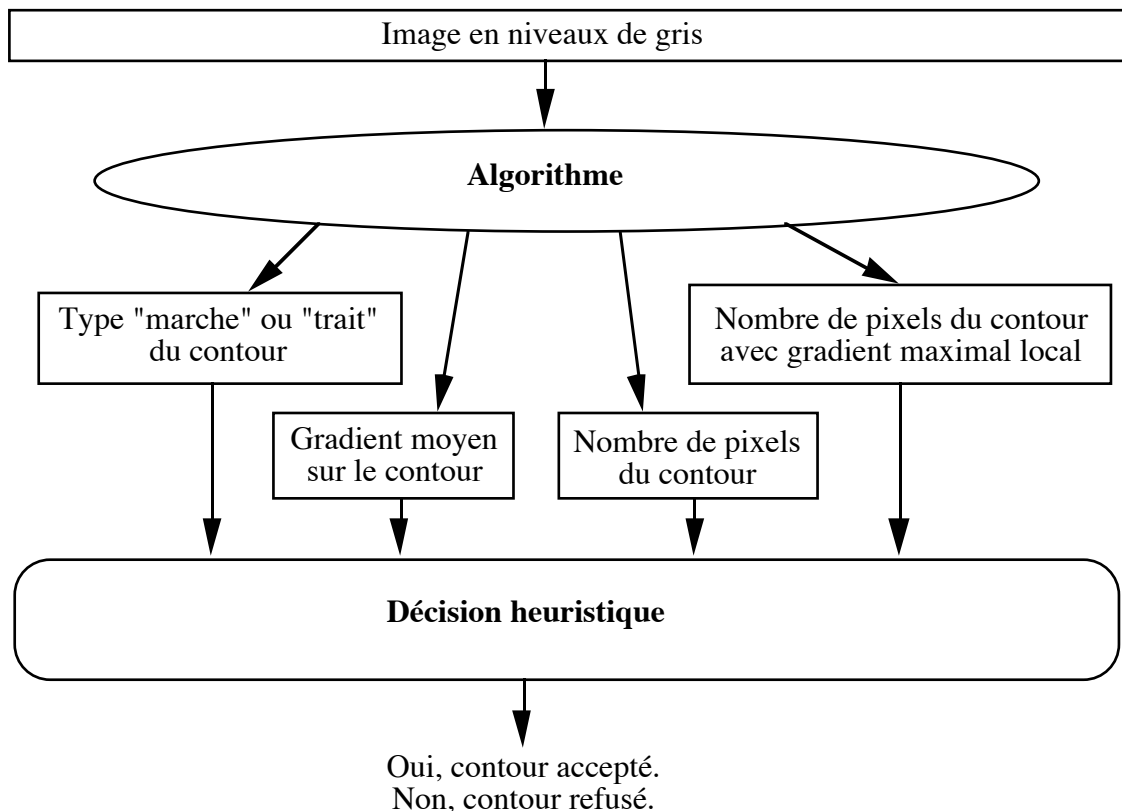 Image en niveaux de gris
Algorithme
Type "marche" ou "trait"
du contour
Nombre de pixels du contour
avec gradient maximal local
Gradient moyen
sur le contour
Nombre de pixels
du contour
Décision heuristique
Oui, contour accepté.
Non, contour refusé.